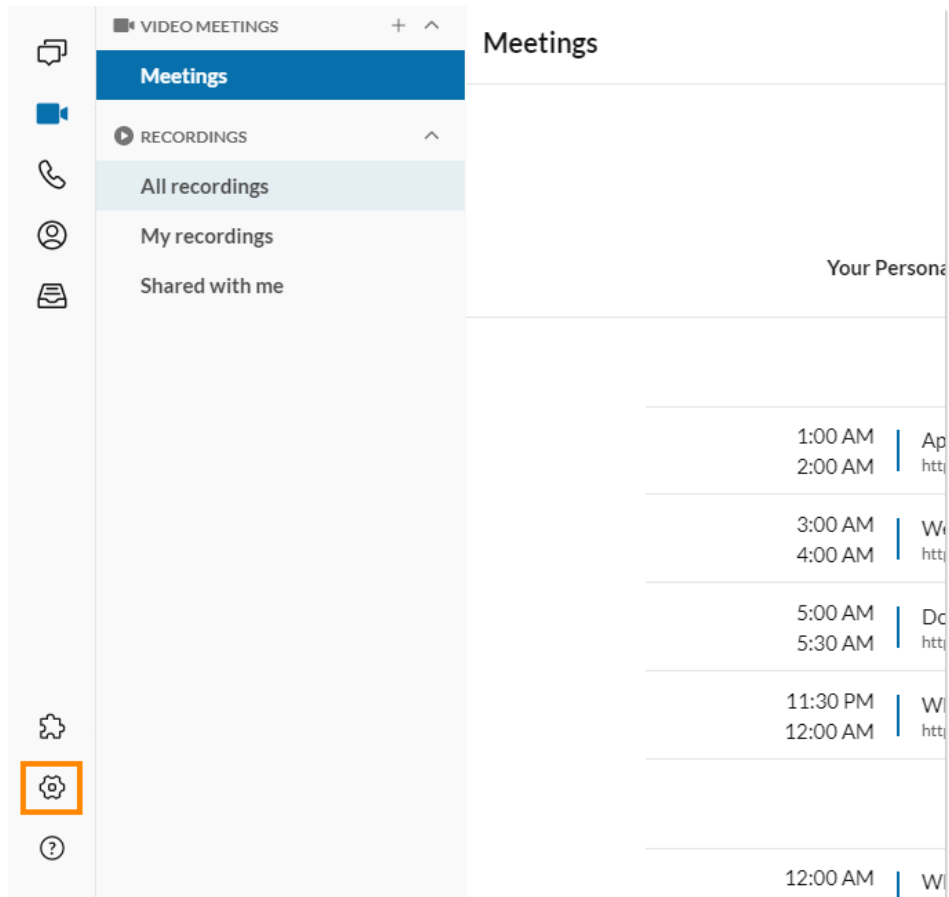 VIDEO MEETINGS
Meetings
RECORDINGS
All recordings
My recordings
Shared with me
Meetings
Your
1:00 AM
2:00 AM
3:00 AM
4:00 AM
5:00 AM
5:30 AM
11:30 PM
12:00 AM
12:00 AM